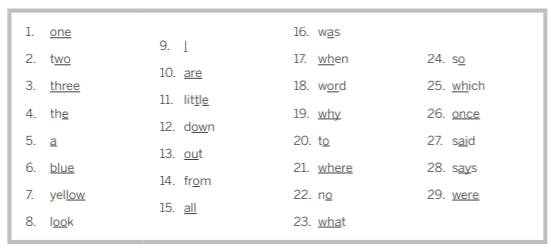 1. one
2. two
3. three
4. the
5. a
6. blue
7. yellow
8. look
9. I
10. are
11. little
12. down
13. out
14. from
15. all
16. was
17. when
18. word
19. why
20. to
21. where
22. no
23. what
24. so
25. which
26. once
27. said
28. says
29. were